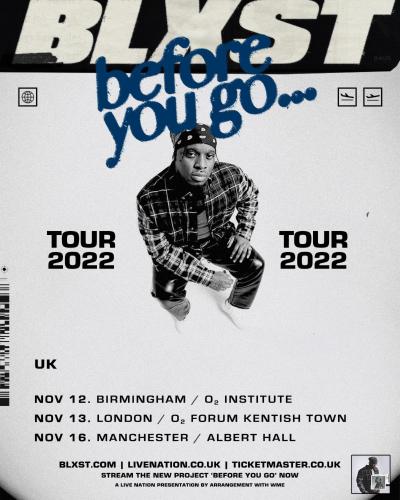 BLXST
before
you go...
TOUR
2022
TOUR
2022
UK
NOV 12. BIRMINGHAM / O₂ INSTITUTE
NOV 13. LONDON / O₂ FORUM KENTISH TOWN
NOV 16. MANCHESTER / ALBERT HALL
BLXST.COM | LIVENATION.CO.UK | TICKETMASTER.CO.UK
STREAM THE NEW PROJECT 'BEFORE YOU GO' NOW
A LIVE NATION PRESENTATION BY ARRANGEMENT WITH WME